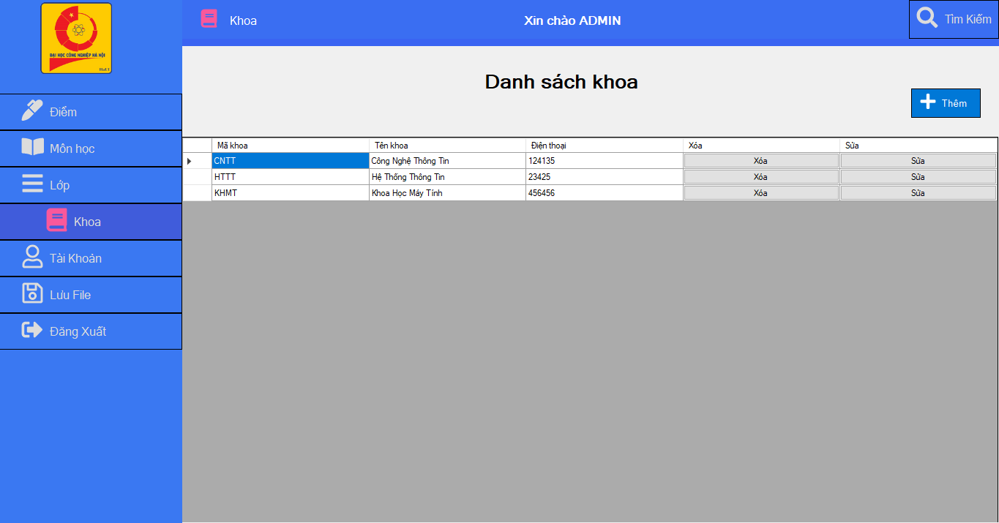 ĐẠI HỌC CÔNG NGHIỆP HÀ NỘI
HaUI
Khoa
Xin chào ADMIN
Tìm Kiếm
Điểm
Môn học
Lớp
Khoa
Tài Khoản
Lưu File
Đăng Xuất
Danh sách khoa
Thêm
Mã khoa Tên khoa Điện thoại Xóa Sửa
CNTT Công Nghệ Thông Tin 124135 Xóa Sửa
HTTT Hệ Thống Thông Tin 23425 Xóa Sửa
KHMT Khoa Học Máy Tính 456456 Xóa Sửa